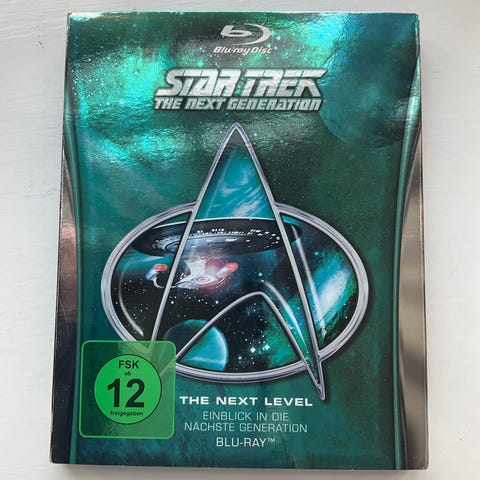 Blu-ray Disc
STAR TREK
THE NEXT GENERATION
FSK
ab
12
freigegeben
THE NEXT LEVEL
EINBLICK IN DIE
NÄCHSTE GENERATION
BLU-RAY™